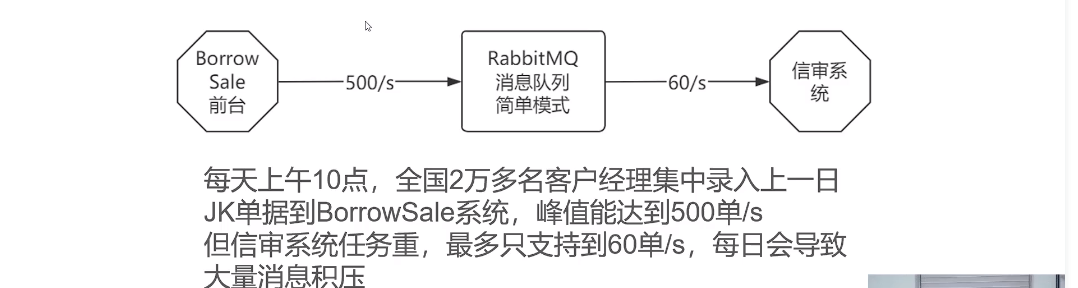 Borrow
Sale
前台
500/s
RabbitMQ
消息队列
简单模式
60/s
信审系
统
每天上午10点，全国2万多名客户经理集中录入上一日
JK单据到BorrowSale系统，峰值能达到500单/s
但信审系统任务重，最多只支持到60单/s，每日会导致
大量消息积压